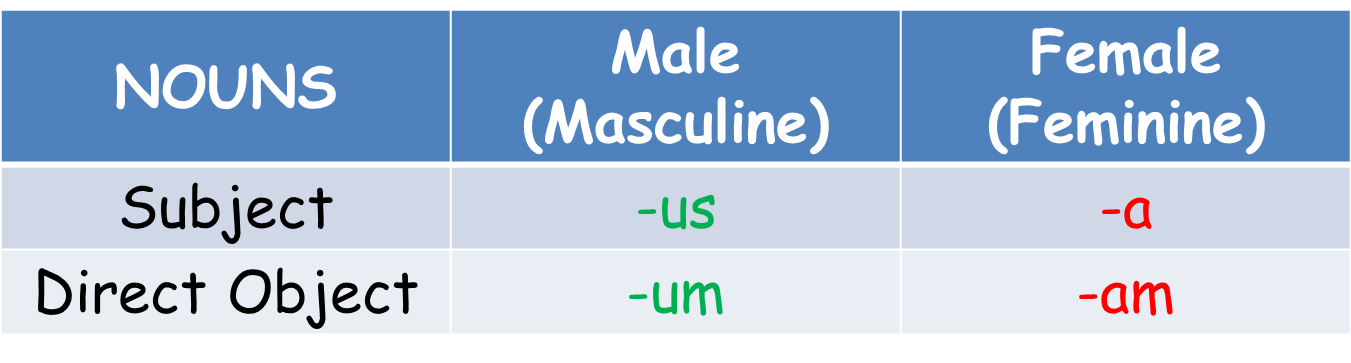 NOUNS
Male
(Masculine)
Female
(Feminine)
Subject
-us
-a
Direct Object
-um
-am